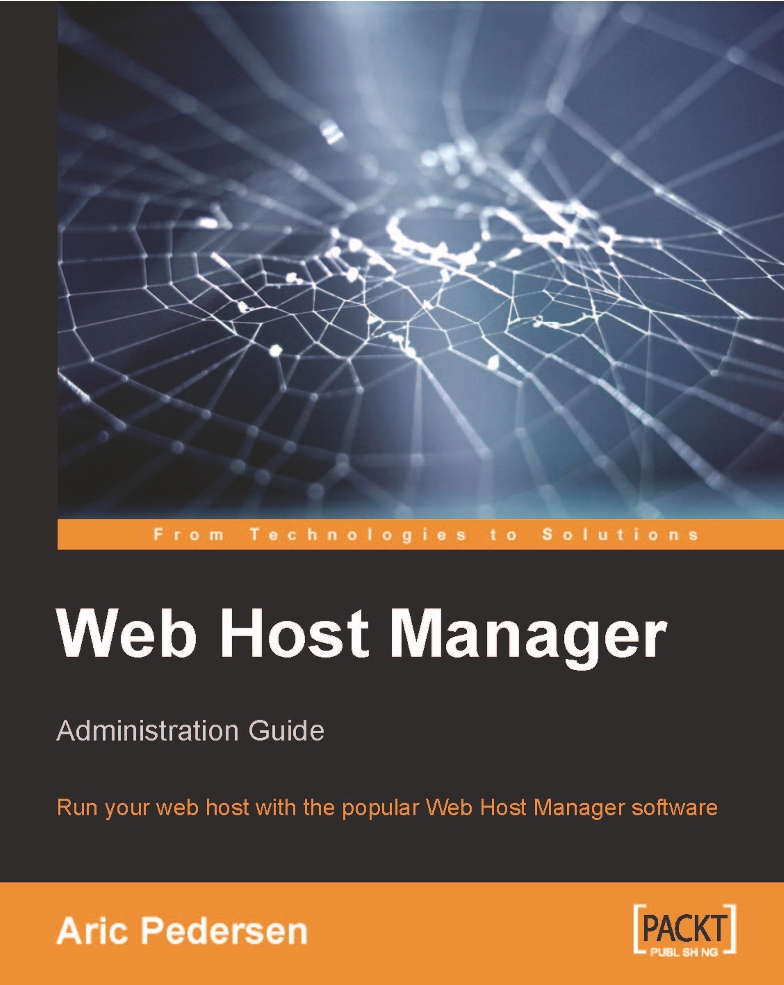 From Technologies to Solutions
Web Host Manager
Administration Guide
Run your web host with the popular Web Host Manager software
Aric Pedersen
[PACKT]
PUBLISHING